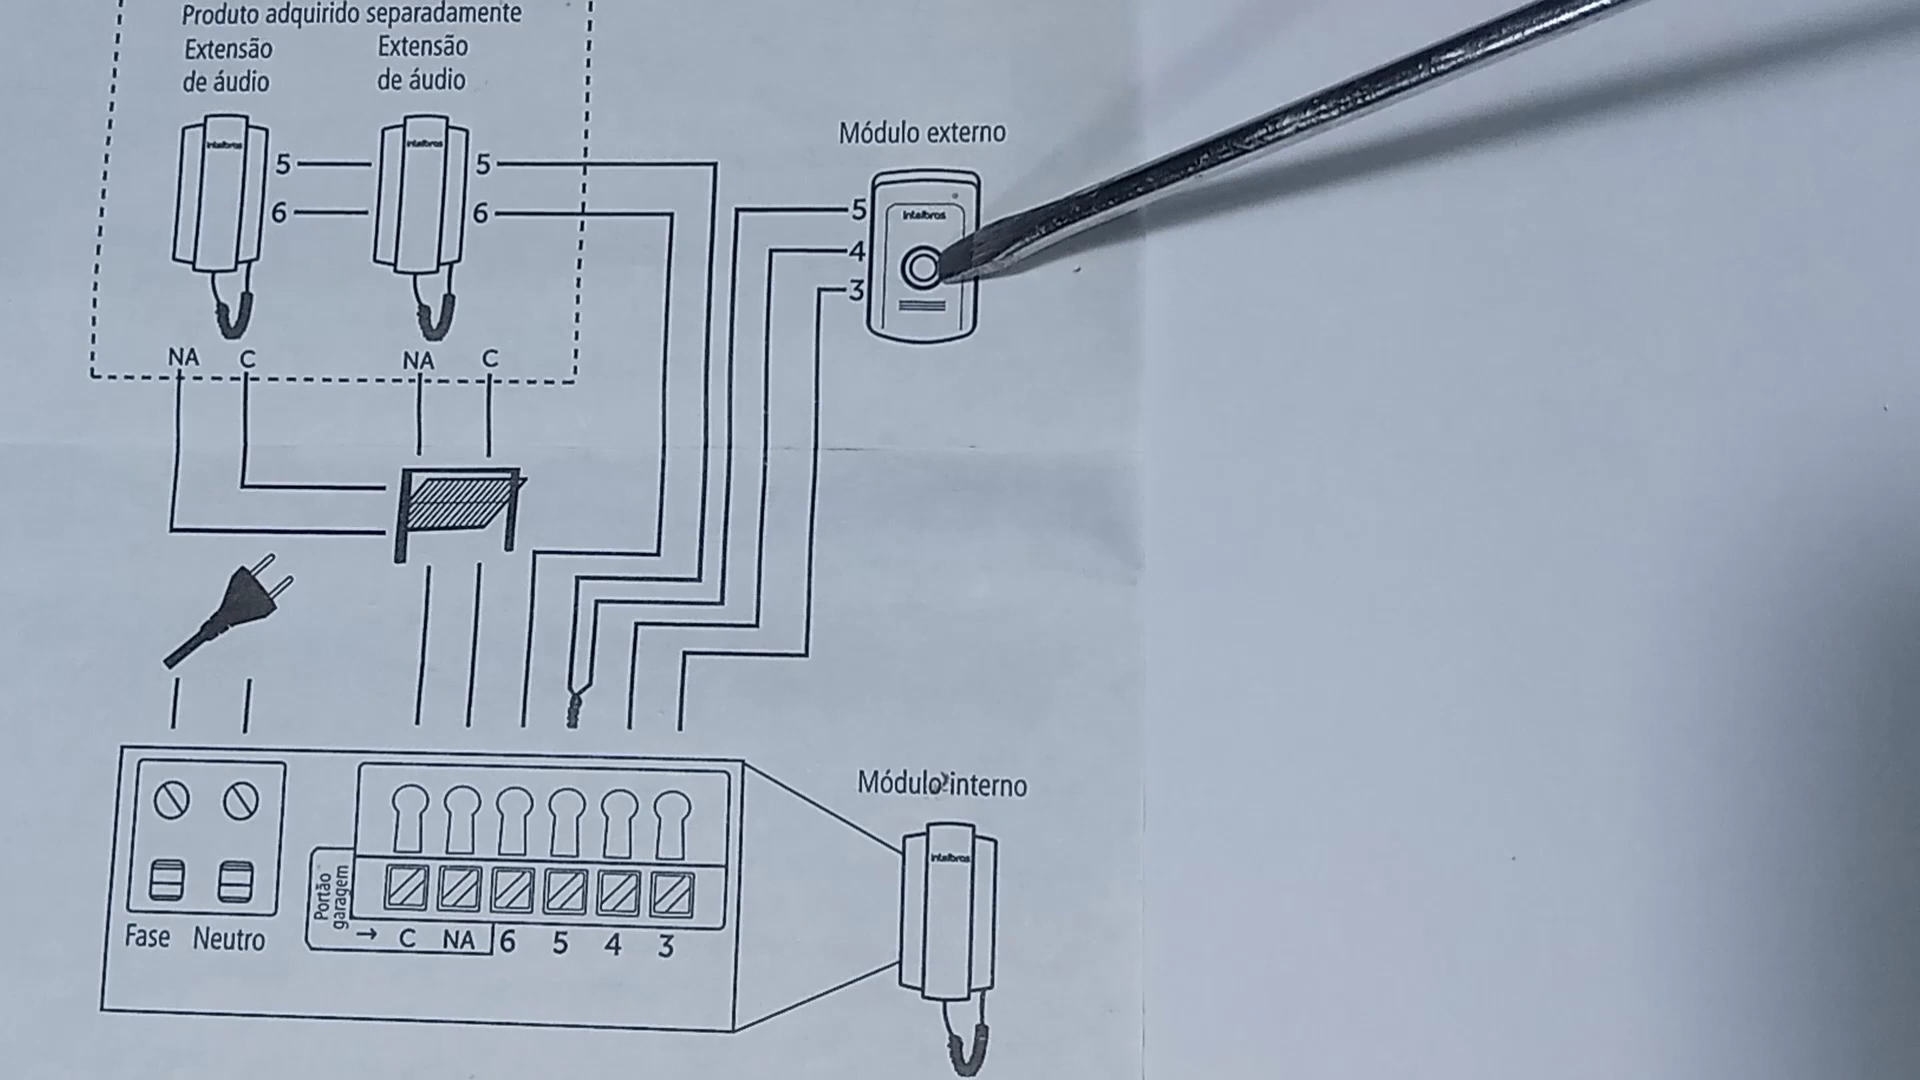 Produto adquirido separadamente
Extensão
de áudio
Extensão
de áudio
intelbras
intelbras
5
6
5
6
NA
C
NA
C
Módulo externo
5
4
3
intelbras
Módulo interno
intelbras
Fase
Neutro
Portão
garagem
→ C NA 6 5 4 3